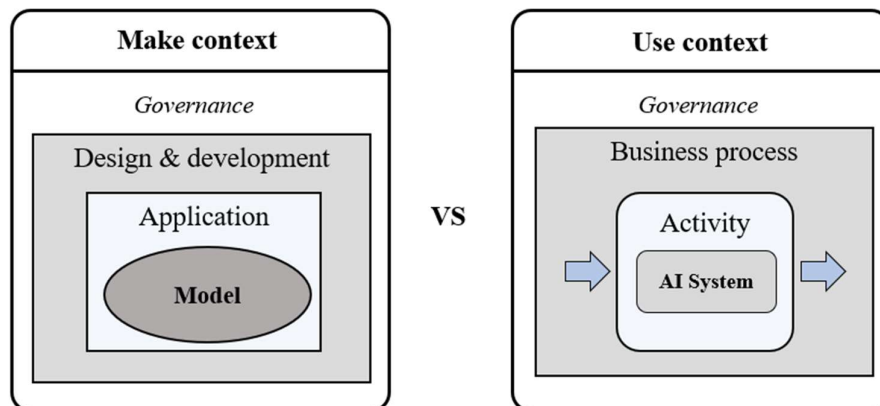 Make context
Governance
Design & development
Application
Model
VS
Use context
Governance
Business process
Activity
AI System